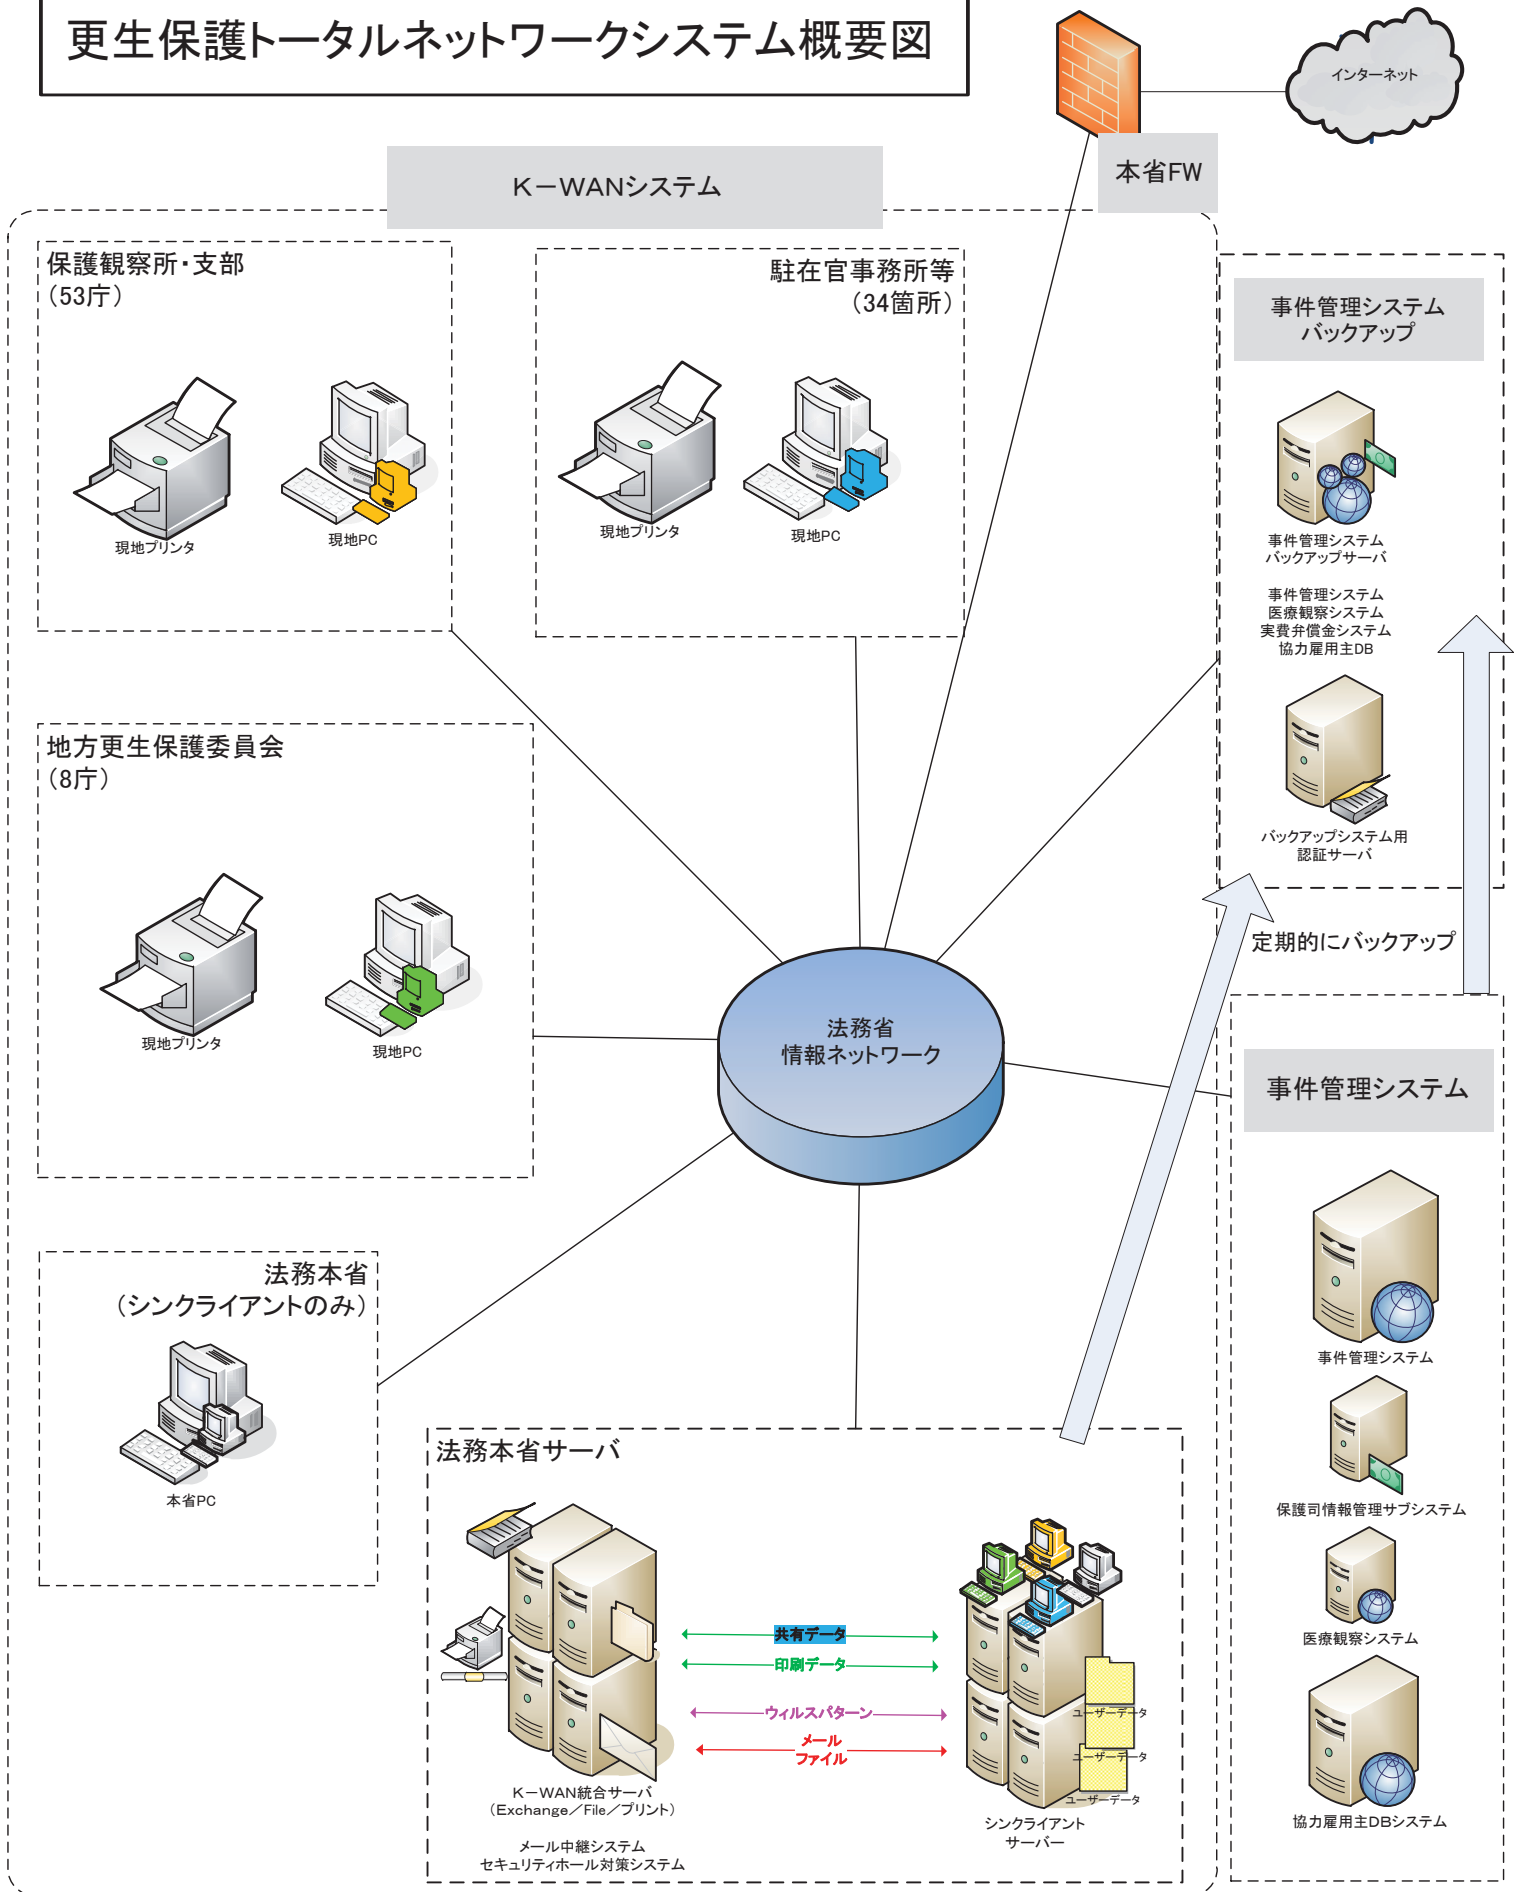 更生保護トータルネットワークシステム概要図
インターネット
本省FW
K－WANシステム
保護観察所・支部
（53庁）
現地プリンタ
現地PC
駐在官事務所等
（34箇所）
現地プリンタ
現地PC
事件管理システム
バックアップ
事件管理システム
バックアップサーバ
事件管理システム
医療観察システム
実費弁償金システム
協力雇用主DB
バックアップシステム用
認証サーバ
定期的にバックアップ
地方更生保護委員会
（8庁）
現地プリンタ
現地PC
法務省
情報ネットワーク
事件管理システム
事件管理システム
保護司情報管理サブシステム
医療観察システム
協力雇用主DBシステム
法務本省
（シンクライアントのみ）
本省PC
法務本省サーバ
共有データ
印刷データ
ウィルスパターン
メール
ファイル
ユーザーデータ
ユーザーデータ
ユーザーデータ
K－WAN統合サーバ
（Exchange／File／プリント）
メール中継システム
セキュリティホール対策システム
シンクライアント
サーバー